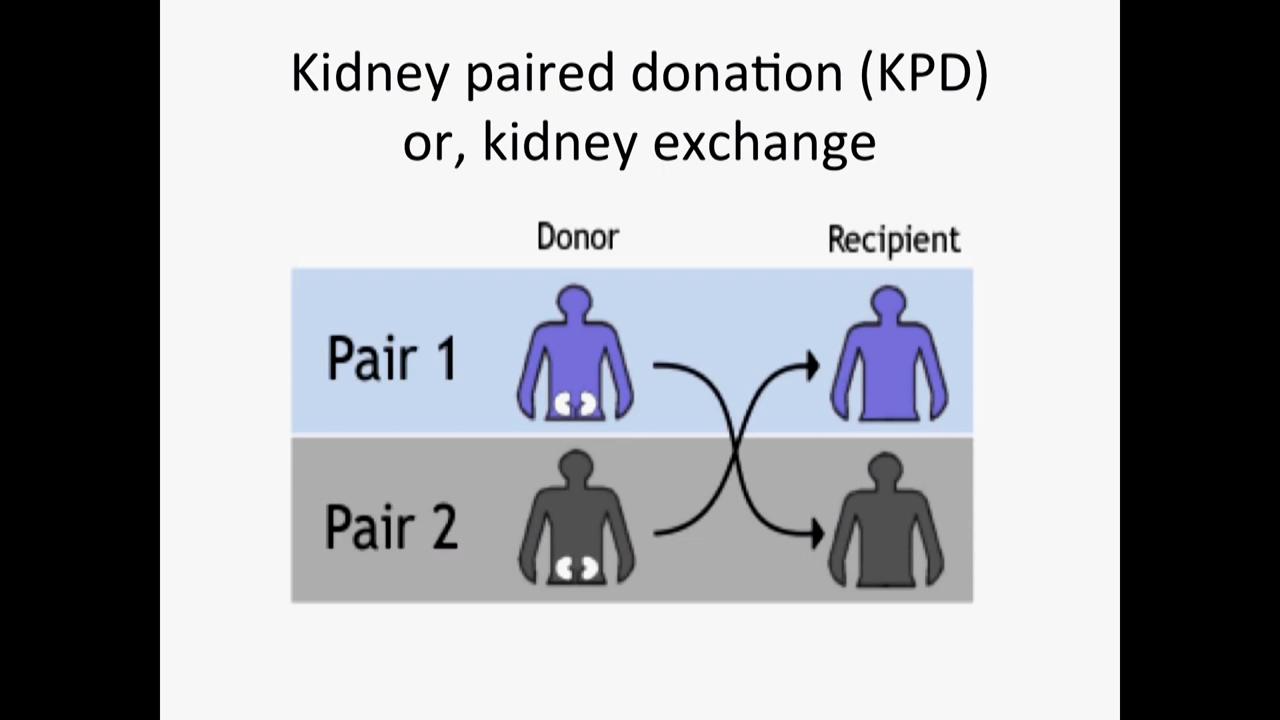 Kidney paired donation (KPD)
or, kidney exchange
Donor
Recipient
Pair 1
Pair 2